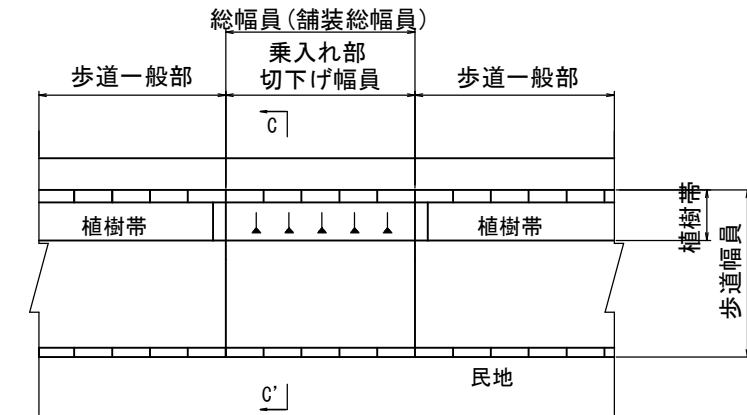 総幅員(舗装総幅員)
乗入れ部
切下げ幅員
歩道一般部
歩道一般部
C
植樹帯
植樹帯
植樹帯
歩道幅員
民地
C'